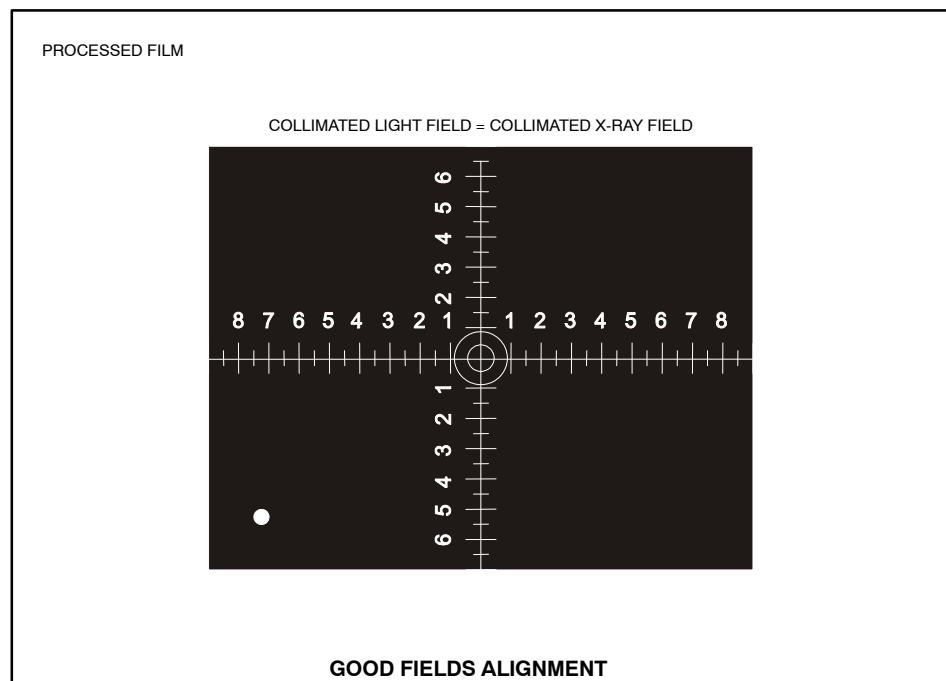 PROCESSED FILM
COLLIMATED LIGHT FIELD = COLLIMATED X-RAY FIELD
6
5
4
3
2
8 7 6 5 4 3 2 1 1 2 3 4 5 6 7 8
1
2
3
4
5
6
GOOD FIELDS ALIGNMENT